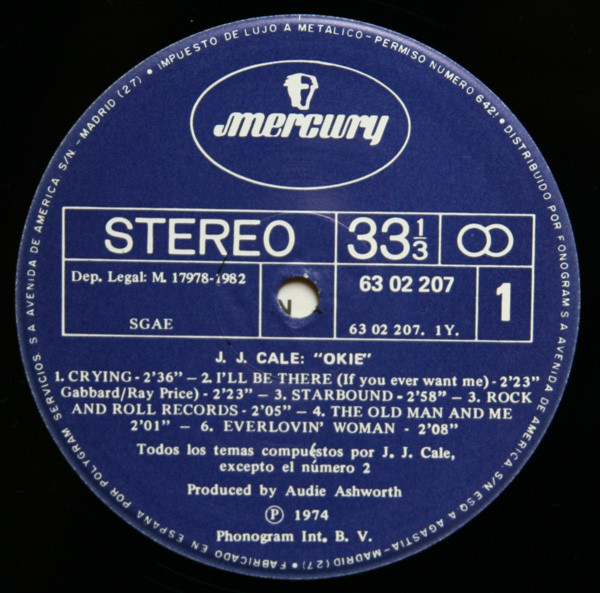 IMPUESTO DE LUJO A METALICO - PERMISO NUMERO 6421 • DISTRIBUIDO POR FONOGRAM S A AVENIDA DE AMERICA, S/N. ESQ A AGASTIA - MADRID (27) • FABRICADO EN ESPAÑA POR POLYGRAM SERVICIOS, S A AVENIDA DE AMERICA, S/N. - MADRID (27) •
mercury
STEREO
33 1/3
Dep. Legal: M. 17978-1982
SGAE
63 02 207
63 02 207. 1Y.
1
J. J. CALE: "OKIE"
1. CRYING - 2'36" — 2. I'LL BE THERE (If you ever want me) - 2'23"
Gabbard/Ray Price) - 2'23" — 3. STARBOUND - 2'58" — 3. ROCK
AND ROLL RECORDS - 2'05" — 4. THE OLD MAN AND ME
2'01" — 6. EVERLOVIN' WOMAN - 2'08"
Todos los temas compuéstos por J. J. Cale,
excepto el número 2
Produced by Audie Ashworth
Ⓟ 1974
Phonogram Int. B. V.